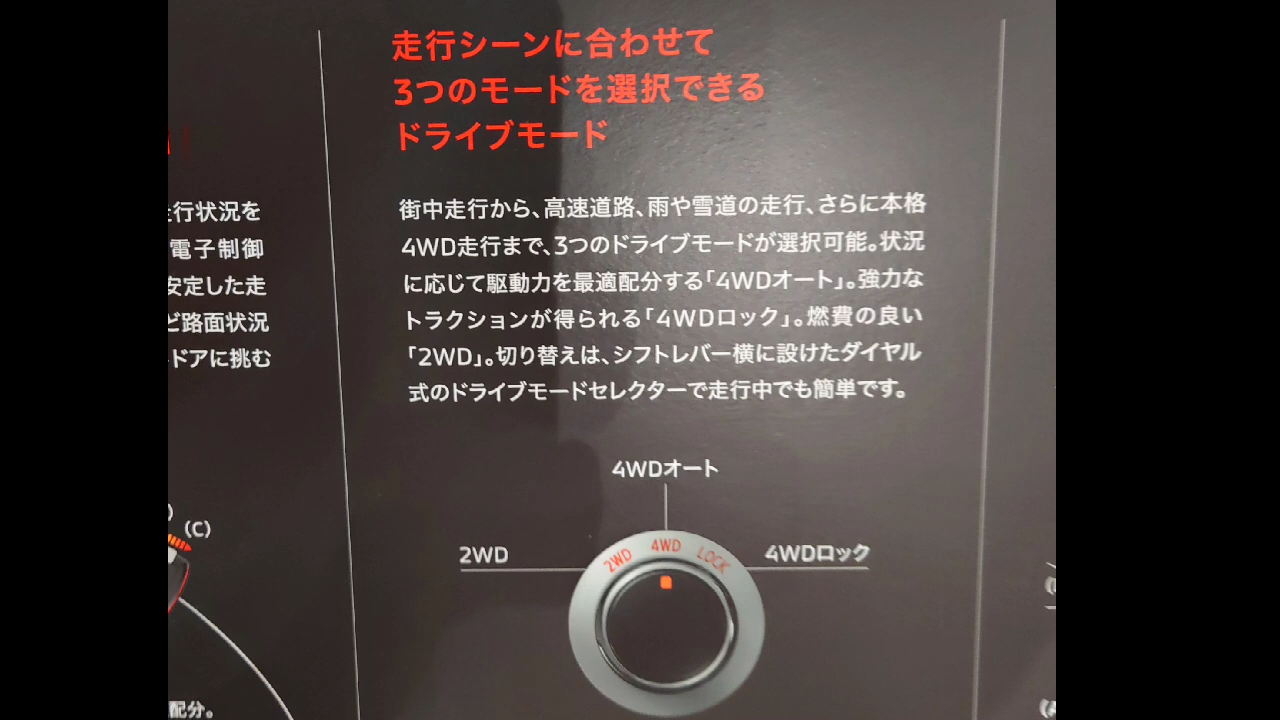 走行シーンに合わせて
3つのモードを選択できる
ドライブモード
街中走行から、高速道路、雨や雪道の走行、さらに本格
4WD走行まで、3つのドライブモードが選択可能。状況
に応じて駆動力を最適配分する「4WDオート」。強力な
トラクションが得られる「4WDロック」。燃費の良い
「2WD」。切り替えは、シフトレバー横に設けたダイヤル
式のドライブモードセレクターで走行中でも簡単です。
4WDオート
2WD
4WDロック
2WD 4WD LOCK
行状況を
電子制御
安定した走
ど路面状況
ドアに挑む
(C)
配分。